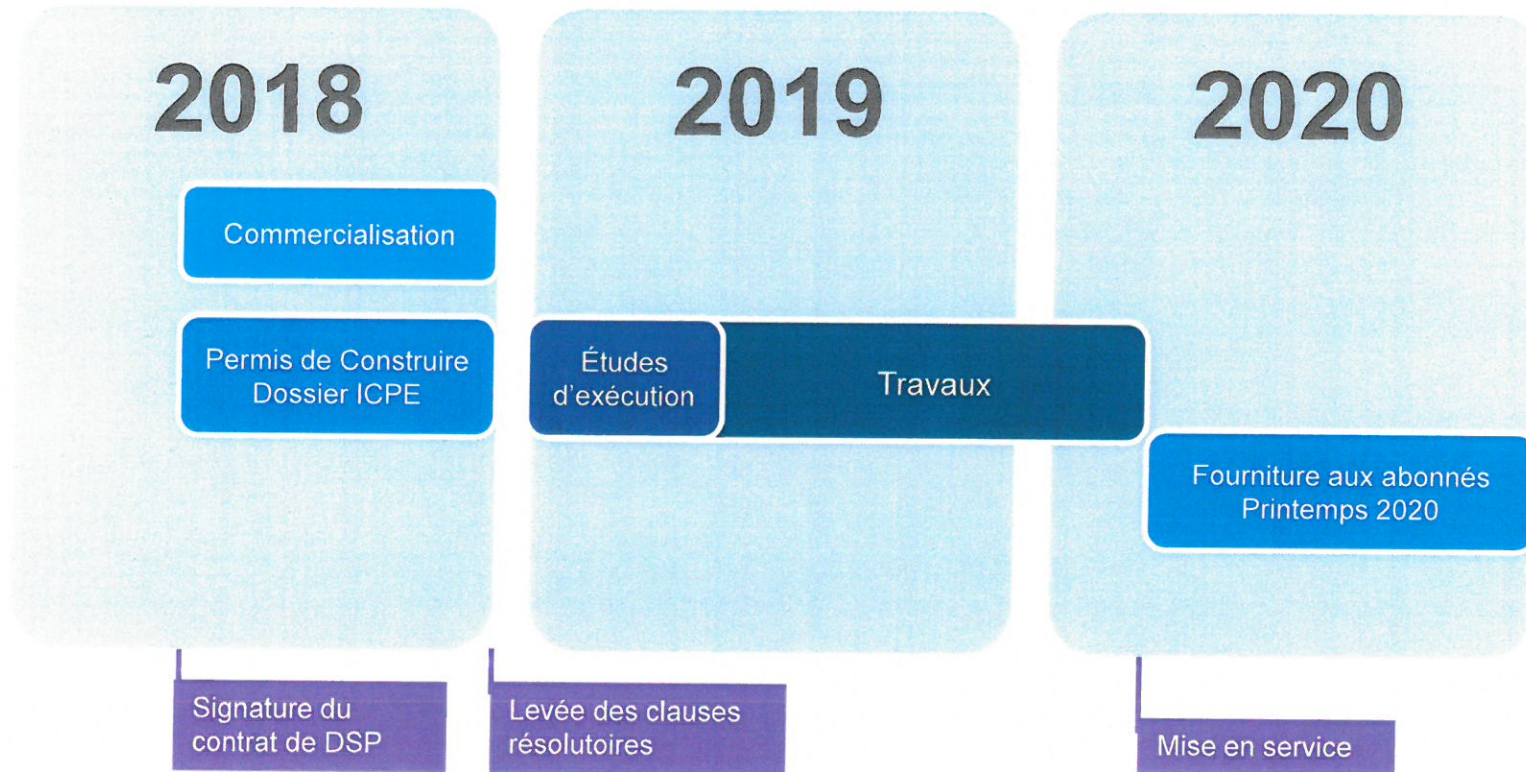 2018
2019
2020
Commercialisation
Permis de Construire
Dossier ICPE
Études
d'exécution
Travaux
Fourniture aux abonnés
Printemps 2020
Signature du
contrat de DSP
Levée des clauses
résolutoires
Mise en service